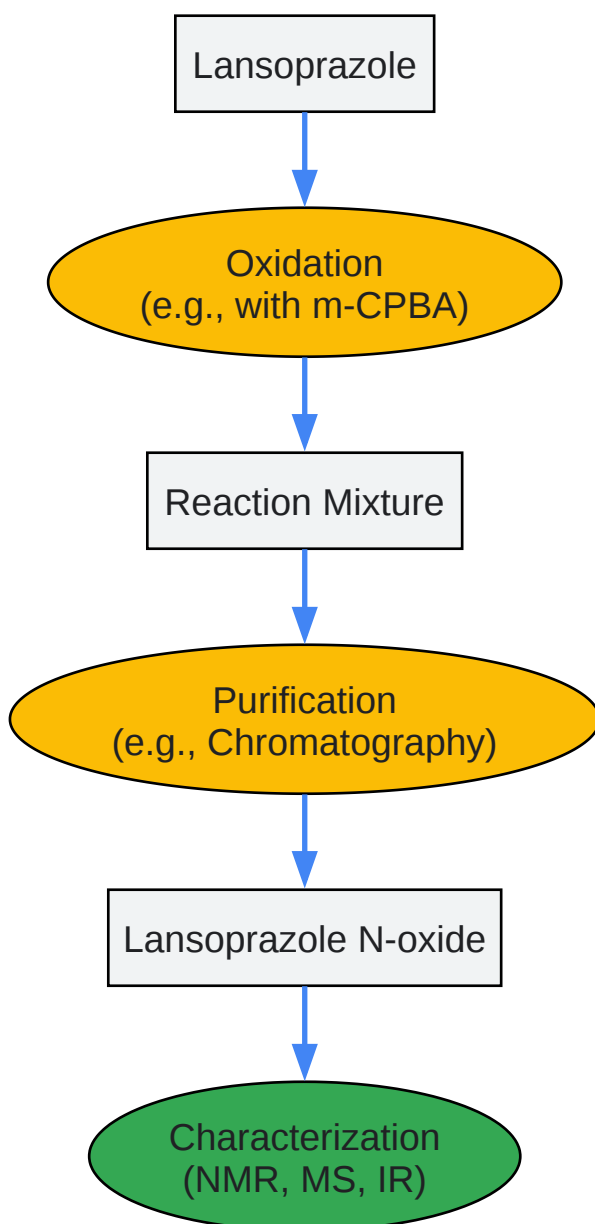 Lansoprazole
Oxidation
(e.g., with m-CPBA)
Reaction Mixture
Purification
(e.g., Chromatography)
Lansoprazole N-oxide
Characterization
(NMR, MS, IR)